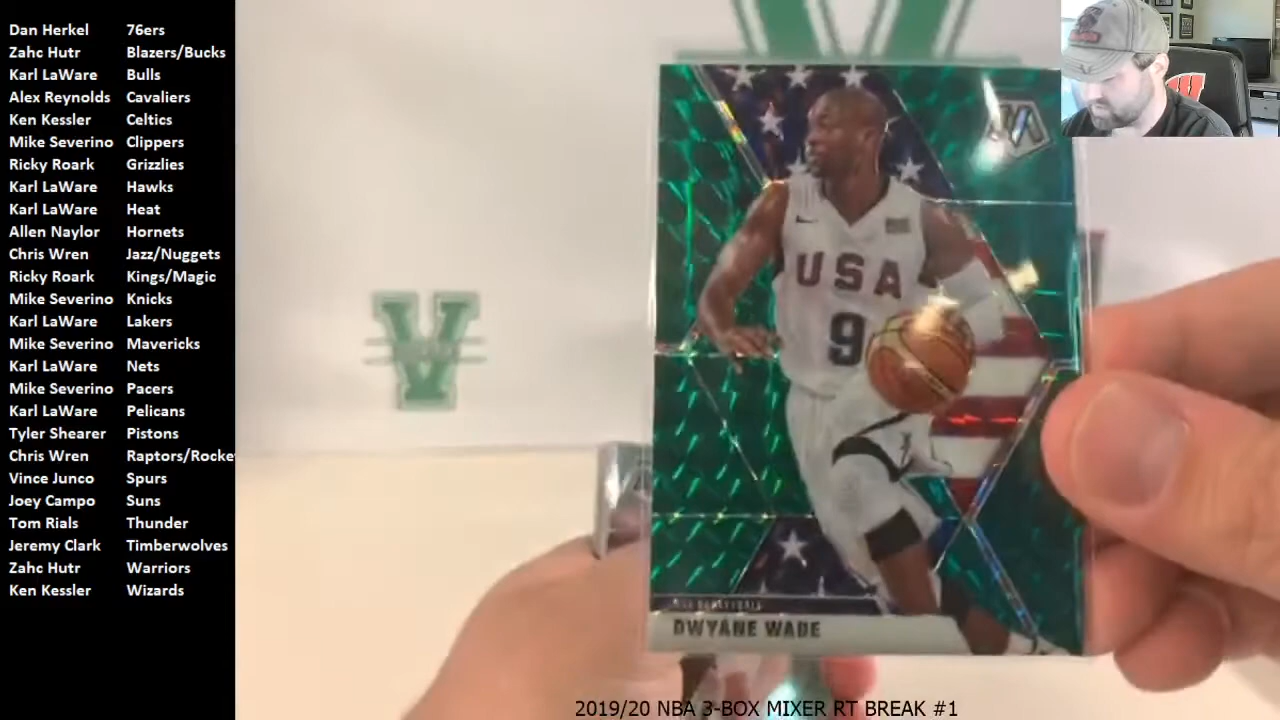 Dan Herkel 76ers
Zahc Hutr Blazers/Bucks
Karl LaWare Bulls
Alex Reynolds Cavaliers
Ken Kessler Celtics
Mike Severino Clippers
Ricky Roark Grizzlies
Karl LaWare Hawks
Karl LaWare Heat
Allen Naylor Hornets
Chris Wren Jazz/Nuggets
Ricky Roark Kings/Magic
Mike Severino Knicks
Karl LaWare Lakers
Mike Severino Mavericks
Karl LaWare Nets
Mike Severino Pacers
Karl LaWare Pelicans
Tyler Shearer Pistons
Chris Wren Raptors/Rocke
Vince Junco Spurs
Joey Campo Suns
Tom Rials Thunder
Jeremy Clark Timberwolves
Zahc Hutr Warriors
Ken Kessler Wizards
V
USA
9
USA BASKETBALL
DWYANE WADE
2019/20 NBA 3-BOX MIXER RT BREAK #1